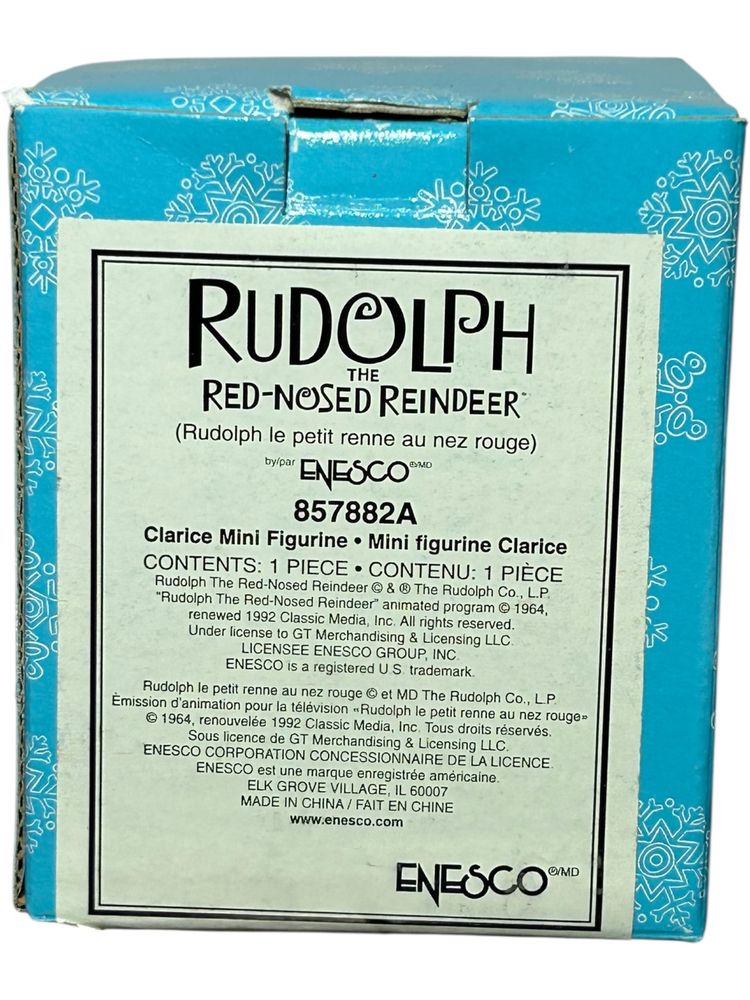 RUDOLPH
THE
RED-NOSED REINDEER™
(Rudolph le petit renne au nez rouge)
by/par ENESCO ®/MD
857882A
Clarice Mini Figurine • Mini figurine Clarice
CONTENTS: 1 PIECE • CONTENU: 1 PIÈCE
Rudolph The Red-Nosed Reindeer © & ® The Rudolph Co., L.P.
"Rudolph The Red-Nosed Reindeer" animated program © 1964,
renewed 1992 Classic Media, Inc. All rights reserved.
Under license to GT Merchandising & Licensing LLC.
LICENSEE ENESCO GROUP, INC.
ENESCO is a registered U.S. trademark.
Rudolph le petit renne au nez rouge © et MD The Rudolph Co., L.P.
Émission d'animation pour la télévision «Rudolph le petit renne au nez rouge»
© 1964, renouvelée 1992 Classic Media, Inc. Tous droits réservés.
Sous licence de GT Merchandising & Licensing LLC.
ENESCO CORPORATION CONCESSIONNAIRE DE LA LICENCE.
ENESCO est une marque enregistrée américaine.
ELK GROVE VILLAGE, IL 60007
MADE IN CHINA / FAIT EN CHINE
www.enesco.com
ENESCO ®/MD